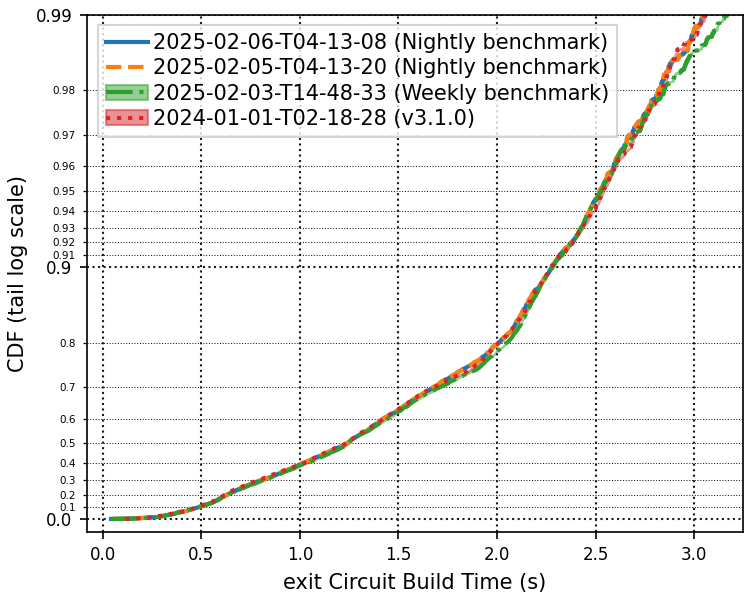 0.99
2025-02-06-T04-13-08 (Nightly benchmark)
2025-02-05-T04-13-20 (Nightly benchmark)
2025-02-03-T14-48-33 (Weekly benchmark)
2024-01-01-T02-18-28 (v3.1.0)
0.98
0.97
0.96
0.95
0.94
0.93
0.92
0.91
0.9
0.8
0.7
0.6
0.5
0.4
0.3
0.2
0.1
0.0
CDF (tail log scale)
0.0 0.5 1.0 1.5 2.0 2.5 3.0
exit Circuit Build Time (s)